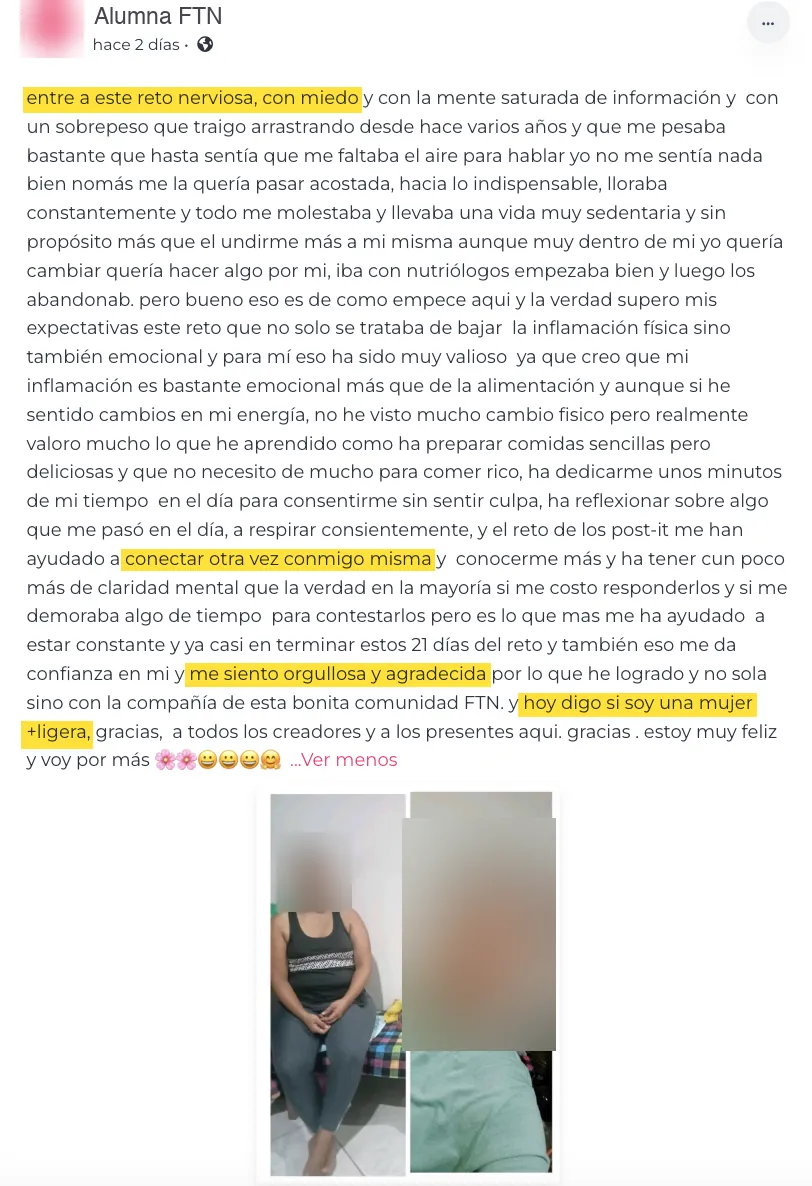 Alumna FTN
hace 2 días ·
entre a este reto nerviosa, con miedo y con la mente saturada de información y  con
un sobrepeso que traigo arrastrando desde hace varios años y que me pesaba
bastante que hasta sentía que me faltaba el aire para hablar yo no me sentía nada
bien nomás me la quería pasar acostada, hacia lo indispensable, lloraba
constantemente y todo me molestaba y llevaba una vida muy sedentaria y sin
propósito más que el undirme más a mi misma aunque muy dentro de mi yo quería
cambiar quería hacer algo por mi, iba con nutriólogos empezaba bien y luego los
abandonab. pero bueno eso es de como empece aqui y la verdad supero mis
expectativas este reto que no solo se trataba de bajar  la inflamación física sino
también emocional y para mí eso ha sido muy valioso  ya que creo que mi
inflamación es bastante emocional más que de la alimentación y aunque si he
sentido cambios en mi energía, no he visto mucho cambio fisico pero realmente
valoro mucho lo que he aprendido como ha preparar comidas sencillas pero
deliciosas y que no necesito de mucho para comer rico, ha dedicarme unos minutos
de mi tiempo  en el día para consentirme sin sentir culpa, ha reflexionar sobre algo
que me pasó en el día, a respirar consientemente, y el reto de los post-it me han
ayudado a conectar otra vez conmigo misma y  conocerme más y ha tener cun poco
más de claridad mental que la verdad en la mayoría si me costo responderlos y si me
demoraba algo de tiempo  para contestarlos pero es lo que mas me ha ayudado  a
estar constante y ya casi en terminar estos 21 días del reto y también eso me da
confianza en mi y me siento orgullosa y agradecida por lo que he logrado y no sola
sino con la compañía de esta bonita comunidad FTN. y hoy digo si soy una mujer
+ligera, gracias,  a todos los creadores y a los presentes aqui. gracias . estoy muy feliz
y voy por más 🌸🌸😀😀😀🤗 ...Ver menos